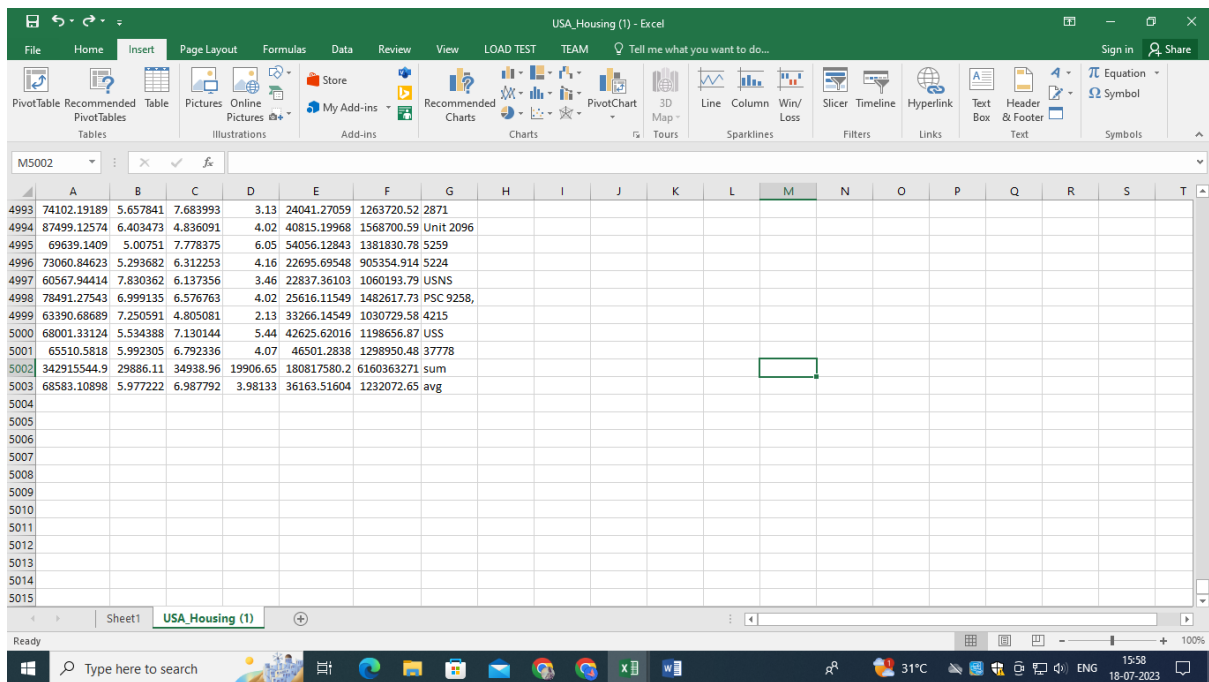 USA_Housing (1) - Excel
File Home Insert Page Layout Formulas Data Review View LOAD TEST TEAM Tell me what you want to do... Sign in Share
PivotTable Recommended PivotTables Table Pictures Online Pictures Store My Add-ins Recommended Charts PivotChart 3D Map Line Column Win/Loss Slicer Timeline Hyperlink Text Box Header & Footer Equation Symbol
Tables Illustrations Add-ins Charts Tours Sparklines Filters Links Text Symbols
M5002 fx
A B C D E F G H I J K L M N O P Q R S T
4993 74102.19189 5.657841 7.683993 3.13 24041.27059 1263720.52 2871
4994 87499.12574 6.403473 4.836091 4.02 40815.19968 1568700.59 Unit 2096
4995 69639.1409 5.00751 7.778375 6.05 54056.12843 1381830.78 5259
4996 73060.84623 5.293682 6.312253 4.16 22695.69548 905354.914 5224
4997 60567.94414 7.830362 6.137356 3.46 22837.36103 1060193.79 USNS
4998 78491.27543 6.999135 6.576763 4.02 25616.11549 1482617.73 PSC 9258,
4999 63390.68689 7.250591 4.805081 2.13 33266.14549 1030729.58 4215
5000 68001.33124 5.534388 7.130144 5.44 42625.62016 1198656.87 USS
5001 65510.5818 5.992305 6.792336 4.07 46501.2838 1298950.48 37778
5002 342915544.9 29886.11 34938.96 19906.65 180817580.2 6160363271 sum
5003 68583.10898 5.977222 6.987792 3.98133 36163.51604 1232072.65 avg
5004
5005
5006
5007
5008
5009
5010
5011
5012
5013
5014
5015
Sheet1 USA_Housing (1)
Ready 100%
Type here to search 31°C ENG 15:58
18-07-2023